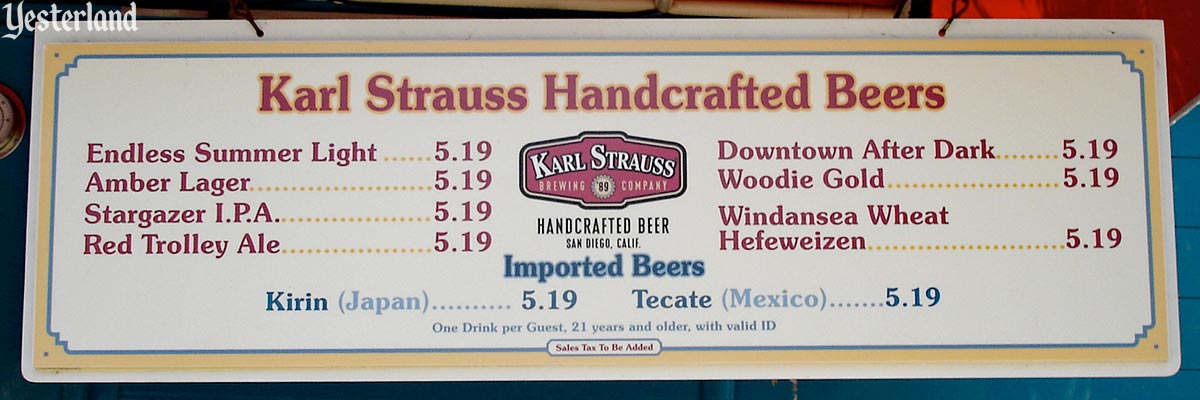 Yesterland
Karl Strauss Handcrafted Beers
Endless Summer Light ......5.19
Amber Lager........................5.19
Stargazer I.P.A.....................5.19
Red Trolley Ale....................5.19
KARL STRAUSS
BREWING '89 COMPANY
HANDCRAFTED BEER
SAN DIEGO, CALIF.
Downtown After Dark........5.19
Woodie Gold.......................5.19
Windansea Wheat
Hefeweizen..........................5.19
Imported Beers
Kirin (Japan).......... 5.19
Tecate (Mexico).......5.19
One Drink per Guest, 21 years and older, with valid ID
Sales Tax To Be Added